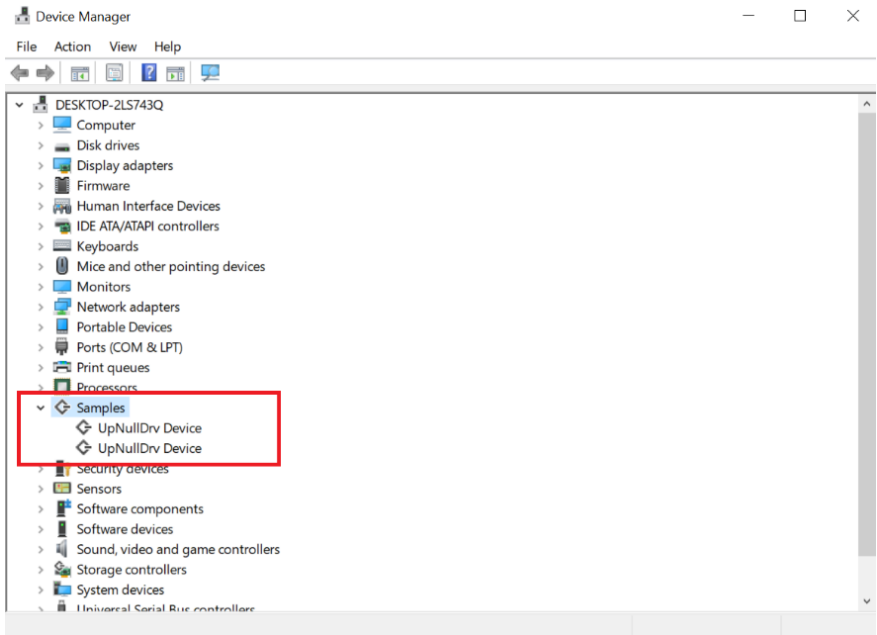 Device Manager
File Action View Help
DESKTOP-2LS743Q
Computer
Disk drives
Display adapters
Firmware
Human Interface Devices
IDE ATA/ATAPI controllers
Keyboards
Mice and other pointing devices
Monitors
Network adapters
Portable Devices
Ports (COM & LPT)
Print queues
Processors
Samples
UpNullDrv Device
UpNullDrv Device
Security devices
Sensors
Software components
Software devices
Sound, video and game controllers
Storage controllers
System devices
Universal Serial Bus controllers